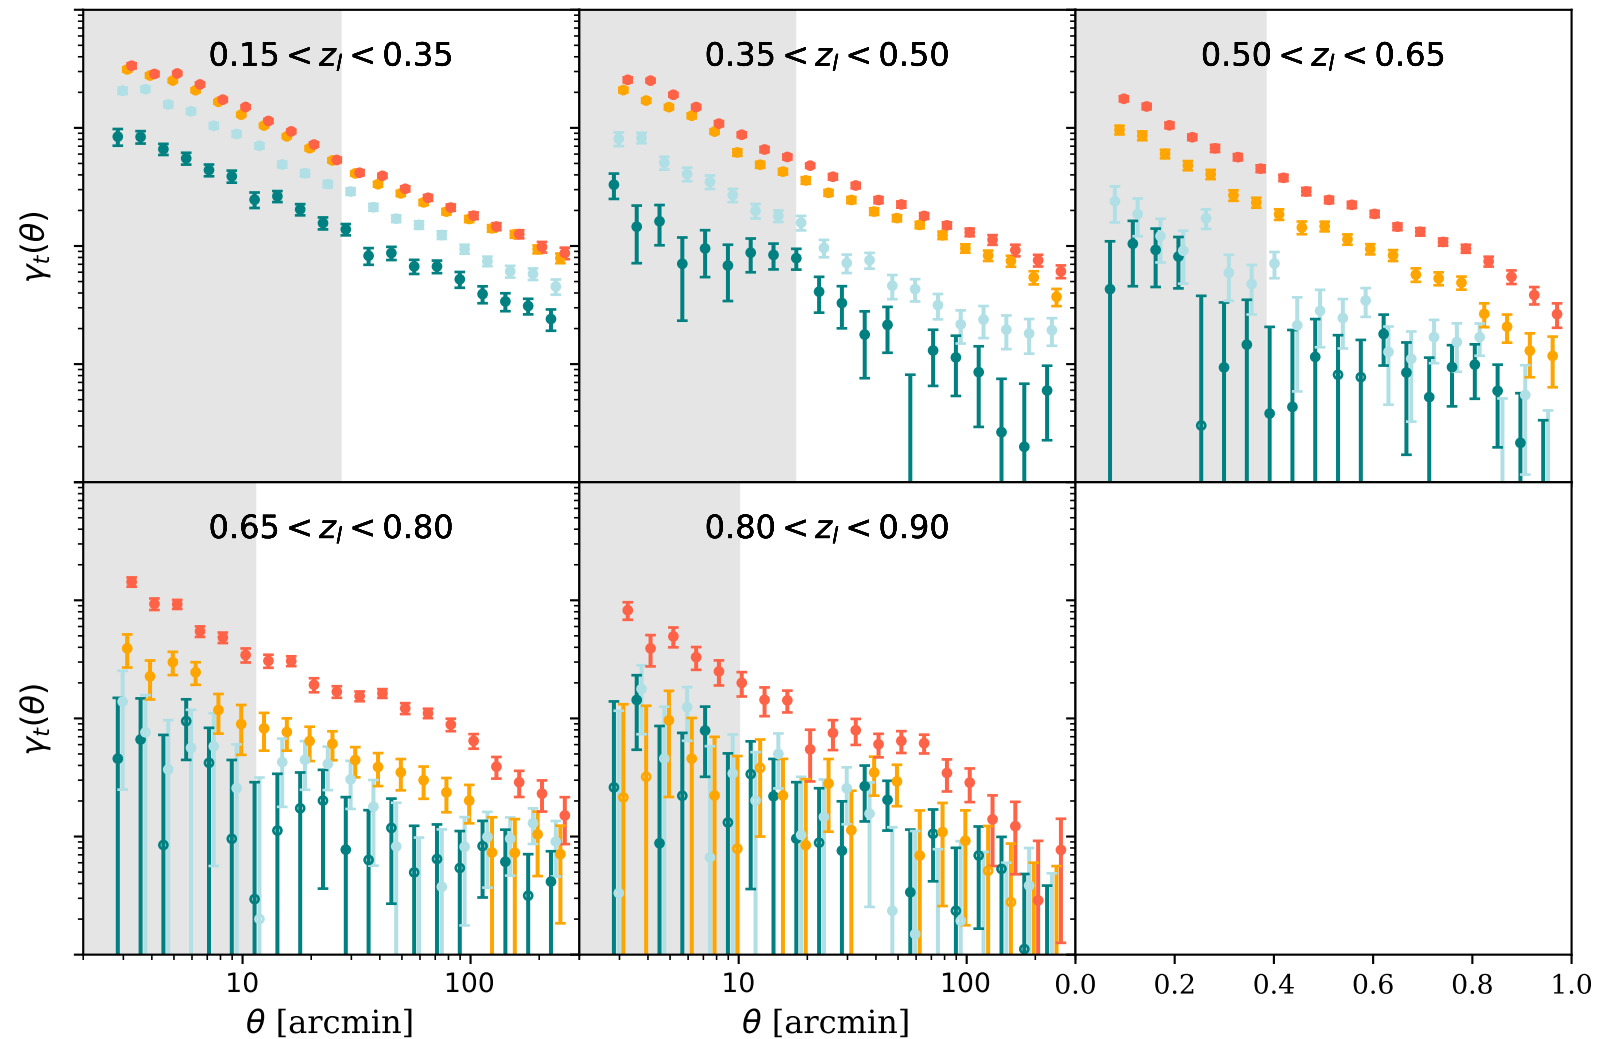 0.15 < z_l < 0.35
0.35 < z_l < 0.50
0.50 < z_l < 0.65
γ_t(θ)
0.65 < z_l < 0.80
0.80 < z_l < 0.90
γ_t(θ)
10 100 10 100 0.0 0.2 0.4 0.6 0.8 1.0
θ [arcmin] θ [arcmin]